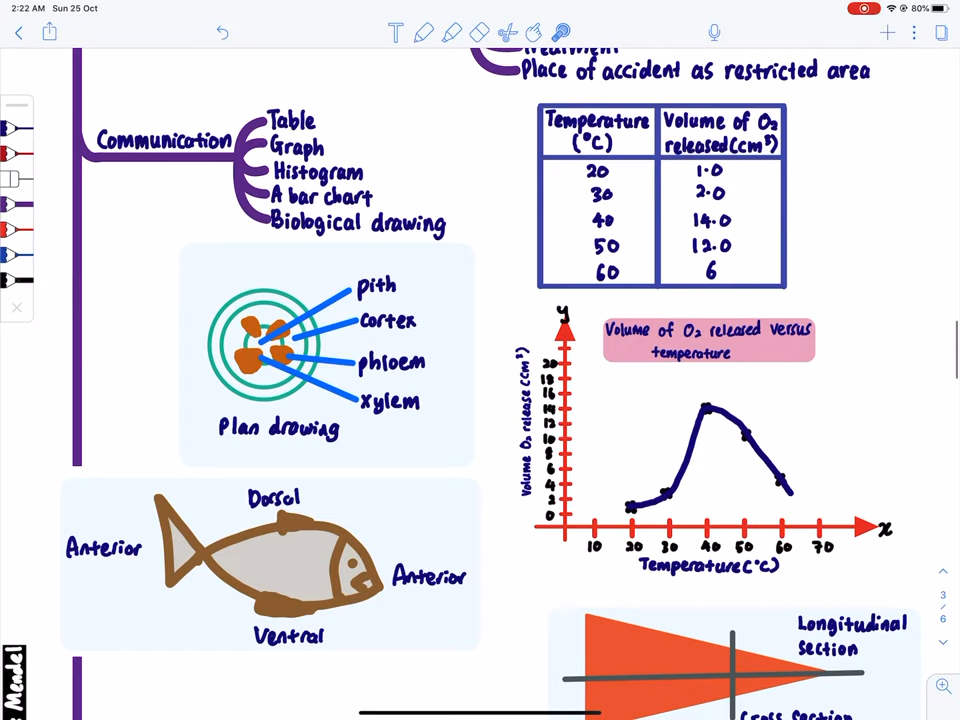 2:22 AM Sun 25 Oct
80%
Treatment
Place of accident as restricted area
Communication
Table
Graph
Histogram
A bar chart
Biological drawing
Temperature (°C) Volume of O₂ released (cm³)
20 1.0
30 2.0
40 14.0
50 12.0
60 6
pith
cortex
phloem
xylem
Plan drawing
y
Volume of O₂ released versus
temperature
Volume O₂ release (cm³)
20
18
16
14
12
10
8
6
4
2
0
10 20 30 40 50 60 70
x
Temperature (°C)
Dorsal
Anterior
Anterior
Ventral
Longitudinal
section
Cross section
3
/
6
: Mendel